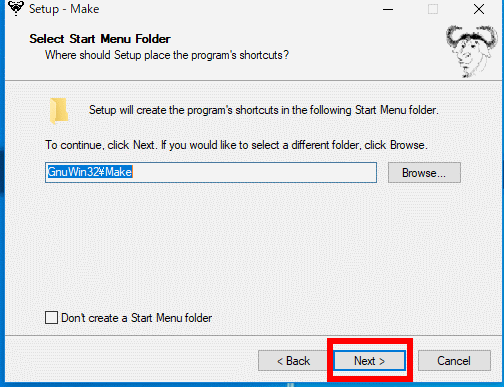 Setup - Make
Select Start Menu Folder
Where should Setup place the program's shortcuts?
Setup will create the program's shortcuts in the following Start Menu folder.
To continue, click Next. If you would like to select a different folder, click Browse.
GnuWin32¥Make
Browse...
Don't create a Start Menu folder
< Back
Next >
Cancel